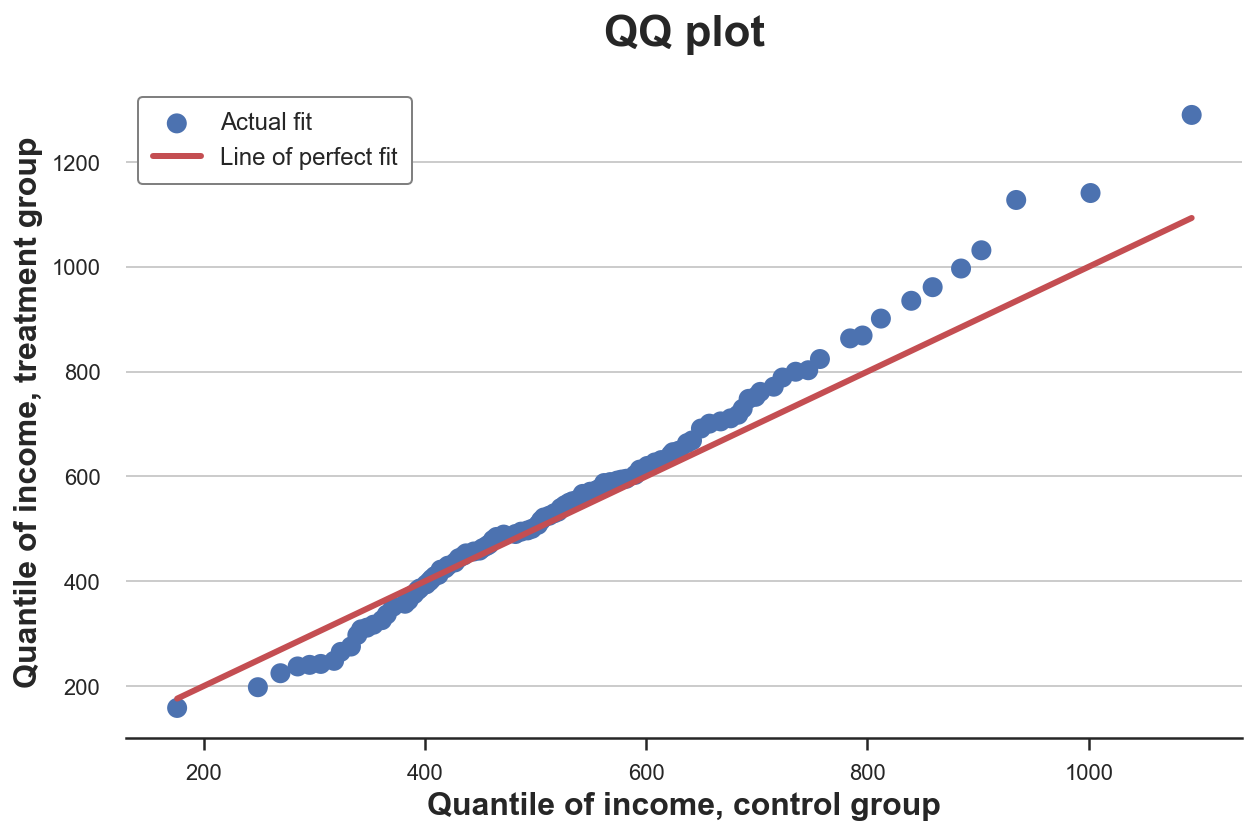 QQ plot
Actual fit
Line of perfect fit
Quantile of income, treatment group
1200
1000
800
600
400
200
200 400 600 800 1000
Quantile of income, control group